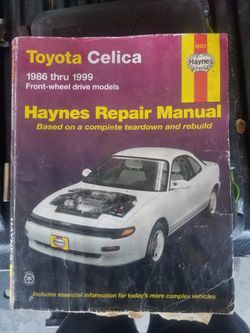 Haynes
Toyota Celica
1986 thru 1999
Front-wheel drive models
Haynes Repair Manual
Based on a complete teardown and rebuild
Includes essential information for today's more complex vehicles